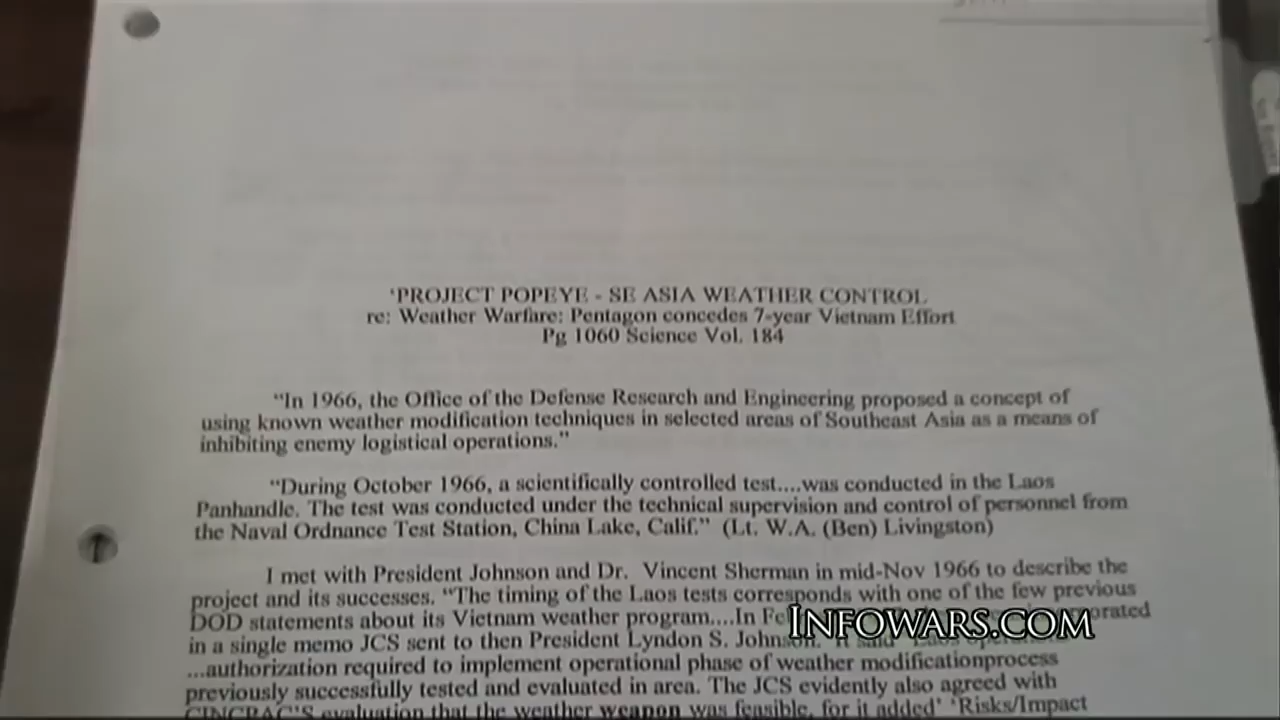 'PROJECT POPEYE - SE ASIA WEATHER CONTROL
re: Weather Warfare: Pentagon concedes 7-year Vietnam Effort
Pg 1060 Science Vol. 184
"In 1966, the Office of the Defense Research and Engineering proposed a concept of
using known weather modification techniques in selected areas of Southeast Asia as a means of
inhibiting enemy logistical operations."
"During October 1966, a scientifically controlled test....was conducted in the Laos
Panhandle. The test was conducted under the technical supervision and control of personnel from
the Naval Ordnance Test Station, China Lake, Calif." (Lt. W.A. (Ben) Livingston)
I met with President Johnson and Dr. Vincent Sherman in mid-Nov 1966 to describe the
project and its successes. "The timing of the Laos tests corresponds with one of the few previous
DOD statements about its Vietnam weather program....In
INFOWARS.COM
in a single memo JCS sent to then President Lyndon S. Johnson. It said
...authorization required to implement operational phase of weather modificationprocess
previously successfully tested and evaluated in area. The JCS evidently also agreed with
CINCPAC'S evaluation that the weather weapon was feasible, for it added' 'Risks/Impact